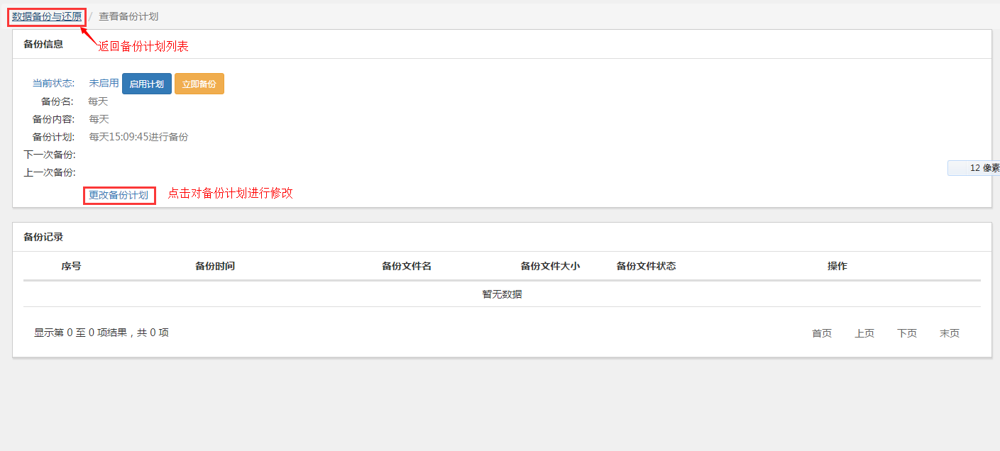 数据备份与还原 / 查看备份计划
备份信息
返回备份计划列表
当前状态: 未启用 启用计划 立即备份
备份名: 每天
备份内容: 每天
备份计划: 每天15:09:45进行备份
下一次备份:
上一次备份:
12 像素
更改备份计划 点击对备份计划进行修改
备份记录
序号 备份时间 备份文件名 备份文件大小 备份文件状态 操作
暂无数据
显示第 0 至 0 项结果，共 0 项 首页 上页 下页 末页